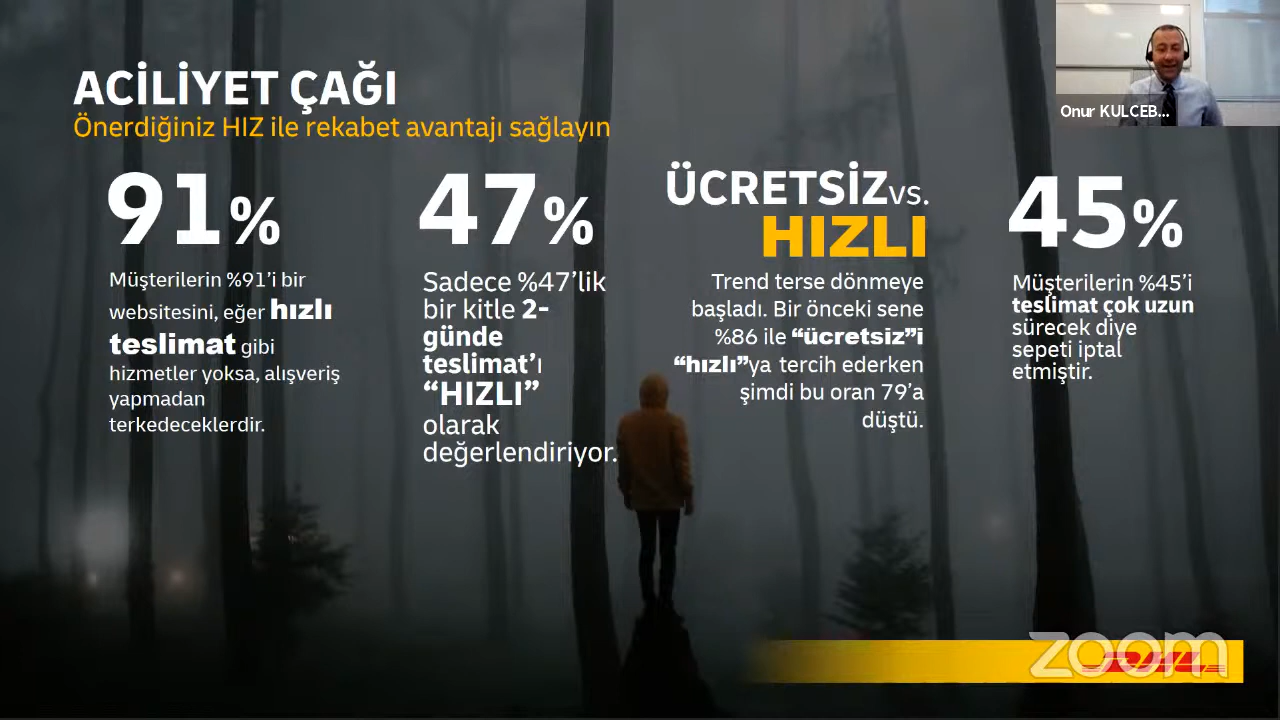 ACİLİYET ÇAĞI
Önerdiğiniz HIZ ile rekabet avantajı sağlayın
91%
Müşterilerin %91’i bir
websitesini, eğer hızlı
teslimat gibi
hizmetler yoksa, alışveriş
yapmadan
terkedeceklerdir.
47%
Sadece %47’lik
bir kitle 2-
günde
teslimat’ı
“HIZLI”
olarak
değerlendiriyor.
ÜCRETSİZ vs.
HIZLI
Trend terse dönmeye
başladı. Bir önceki sene
%86 ile “ücretsiz”i
“hızlı”ya tercih ederken
şimdi bu oran 79’a
düştü.
45%
Müşterilerin %45’i
teslimat çok uzun
sürecek diye
sepeti iptal
etmiştir.
Onur KULCEB...
zoom
DHL